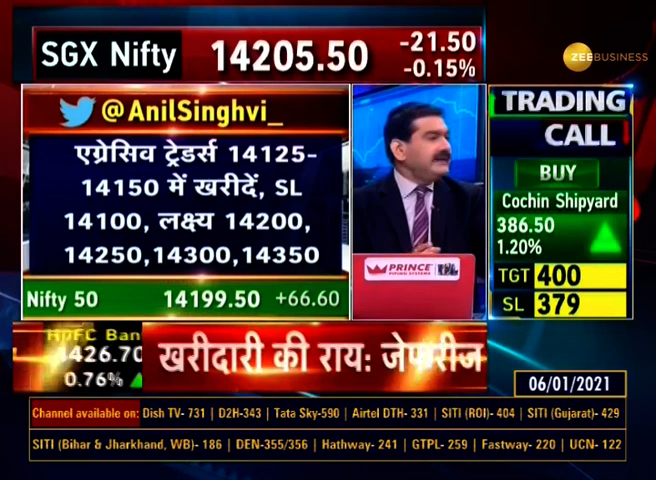 SGX Nifty 14205.50 -21.50
-0.15%
ZEE BUSINESS
@AnilSinghvi_
एग्रेसिव ट्रेडर्स 14125-
14150 में खरीदें, SL
14100, लक्ष्य 14200,
14250,14300,14350
Nifty 50 14199.50 +66.60
PRINCE
PIPING SYSTEMS
TRADING
CALL
BUY
Cochin Shipyard
386.50
1.20%
TGT 400
SL 379
HDFC Ban
1426.70
0.76%
खरीदारी की राय: जेफरीज
06/01/2021
Channel available on: Dish TV- 731 | D2H-343 | Tata Sky-590 | Airtel DTH- 331 | SITI (ROI)- 404 | SITI (Gujarat)- 429
SITI (Bihar & Jharkhand, WB)- 186 | DEN-355/356 | Hathway- 241 | GTPL- 259 | Fastway- 220 | UCN- 122